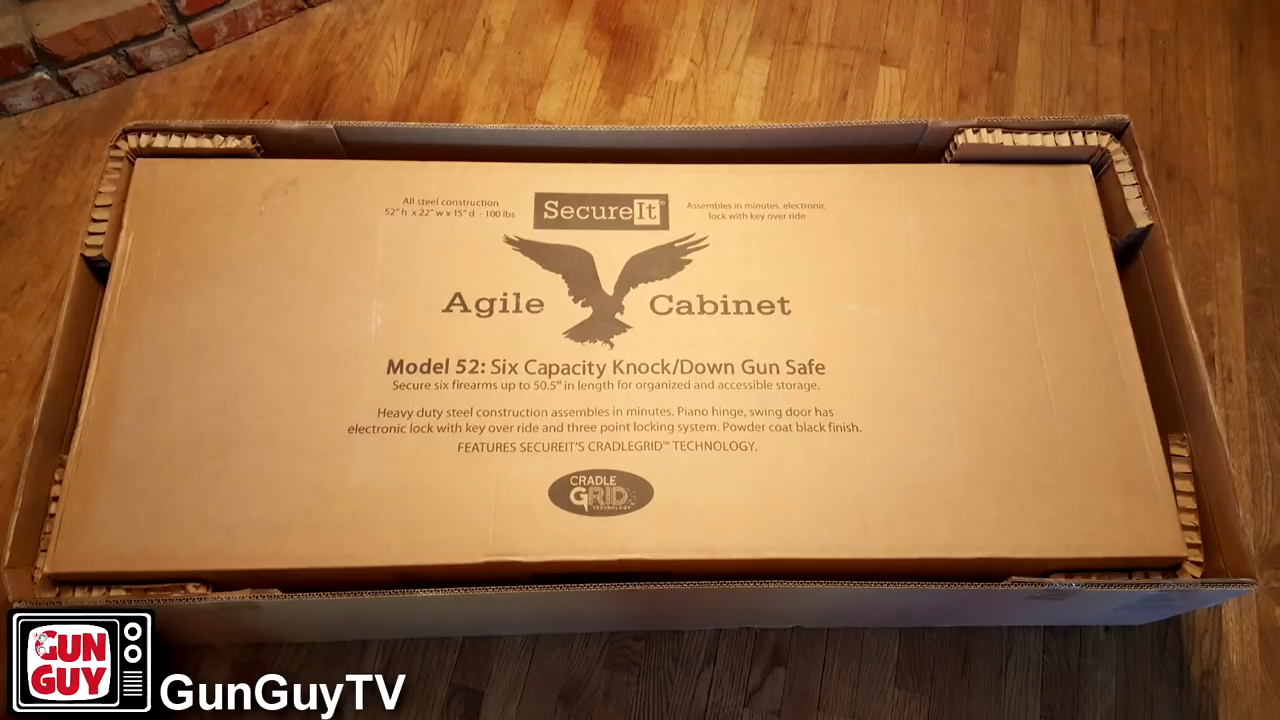 All steel construction
52" h x 22" w x 15" d - 100 lbs
SecureIt®
Assembles in minutes, electronic
lock with key over ride
Agile Cabinet
Model 52: Six Capacity Knock/Down Gun Safe
Secure six firearms up to 50.5" in length for organized and accessible storage.
Heavy duty steel construction assembles in minutes. Piano hinge, swing door has
electronic lock with key over ride and three point locking system. Powder coat black finish.
FEATURES SECUREIT'S CRADLEGRID™ TECHNOLOGY.
CRADLE
GRID
TECHNOLOGY
GUN
GUY
GunGuyTV